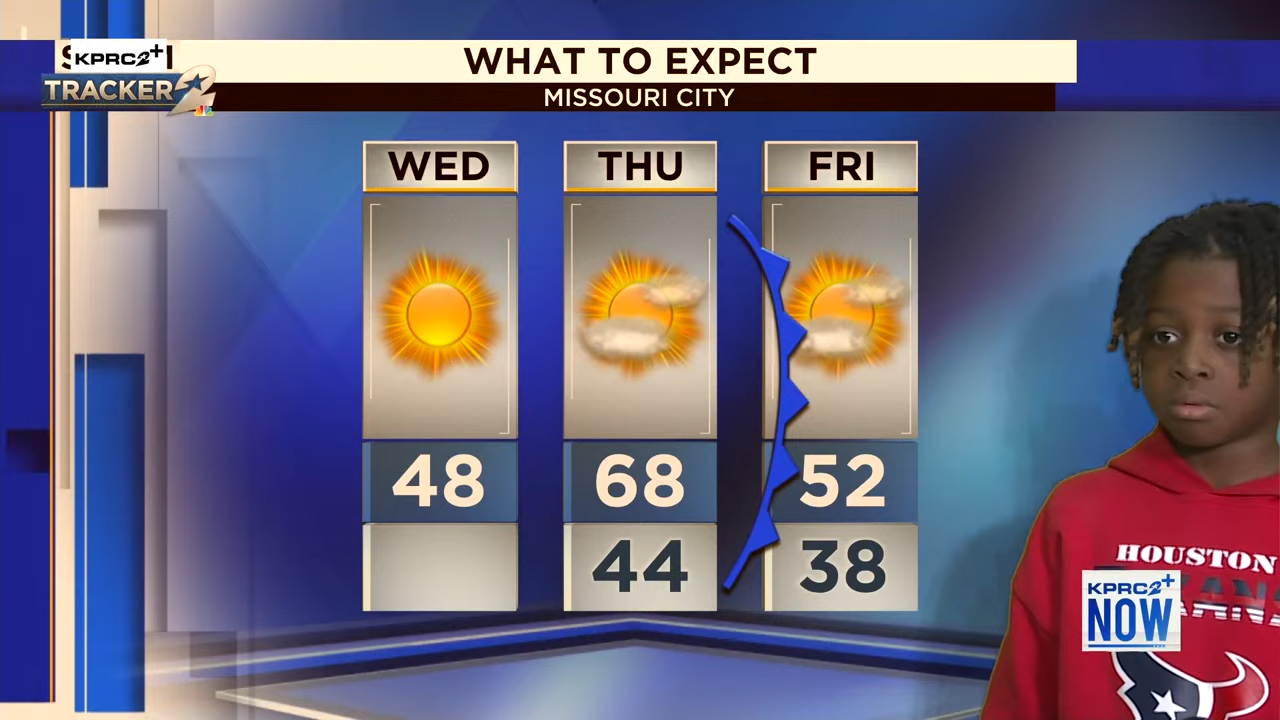 KPRC2+
TRACKER 2
WHAT TO EXPECT
MISSOURI CITY
WED
THU
FRI
48
68
52
44
38
HOUSTON
KPRC2+
NOW